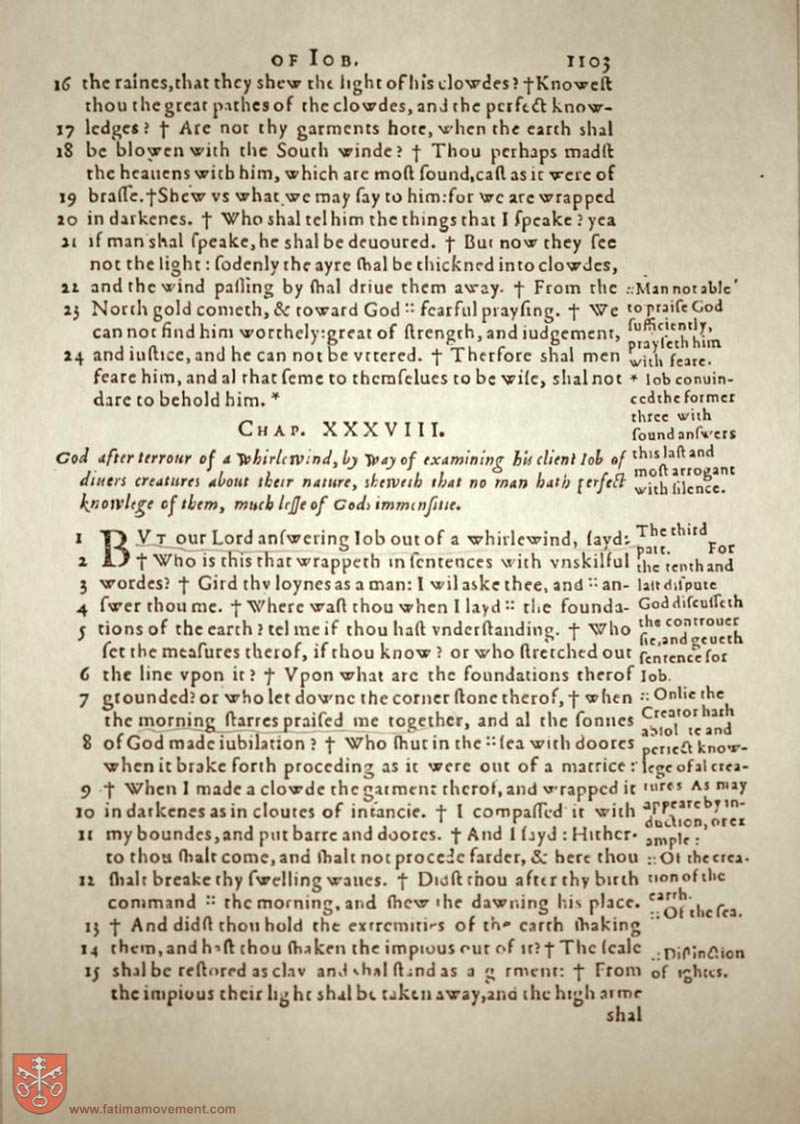 OF IOB. 1103
16 the raines,that they shew the light of his clowdes? †Knowest
thou the great pathes of the clowdes, and the perfect know-
17 ledges? † Are not thy garments hote, when the earth shal
18 be blowen with the South winde? † Thou perhaps madst
the heauens with him, which are most found,cast as it were of
19 brasse.†Shew vs what we may say to him:for we are wrapped
20 in darkenes. † Who shal tel him the things that I speake? yea
21 if man shal speake, he shal be deuoured. † But now they see
not the light: sodenly the ayre shal be thickned into clowdes,
22 and the wind passing by shal driue them away. † From the
23 North gold cometh, & toward God :: fearful praysing. † We
can not find him worthely:great of strength, and iudgement,
24 and iustice, and he can not be vttered. † Therfore shal men
feare him, and al that seme to themselues to be wise, shal not
dare to behold him. *
::Man not able
to praise God
sufficiently,
prayseth him
with feare.
* Iob conuin-
ced the former
three with
sound answers
this last and
most arrogant
with silence.
CHAP. XXXVIII.
God after terrour of a whirlewind, by way of examining his client Iob of
diuers creatures about their nature, sheweth that no man hath perfect
knowlege of them, much lesse of Gods immensitie.
1 BVT our Lord answering Iob out of a whirlewind, sayd:
2 † Who is this that wrappeth in sentences with vnskilful
3 wordes? † Gird thy loynes as a man: I wil aske thee, and :: an-
4 swer thou me. † Where wast thou when I layd :: the founda-
5 tions of the earth? tel me if thou hast vnderstanding. † Who
set the measures therof, if thou know? or who stretched out
6 the line vpon it? † Vpon what are the foundations therof
7 grounded? or who let downe the corner stone therof, † when
the morning starres praised me together, and al the sonnes
8 of God made iubilation? † Who shut in the :: sea with doores
when it brake forth proceding as it were out of a matrice:
9 † When I made a clowde the garment therof, and wrapped it
10 in darkenes as in cloutes of infancie. † I compassed it with
11 my boundes, and put barre and doores. † And I sayd: Hither-
to thou shalt come, and shalt not procede farder, & here thou
12 shalt breake thy swelling waues. † Didst thou after thy birth
command :: the morning, and shew the dawning his place.
13 † And didst thou hold the extremities of the earth shaking
14 them, and hast thou shaken the impious out of it? † The seale
15 shal be restored as clay and shal stand as a garment: † From
the impious their light shal be taken away,and the high arme
shal
The third
part. For
the tenth and
last dispute
God discusseth
the controuer
sie, and geueth
sentence for
Iob.
:: Onlie the
Creator hath
absolute and
perfect know-
lege of al crea-
tures As may
appeare by in-
duction, or ex
ample:
:: Of the crea-
tion of the
earth.
:: Of the sea.
:: Distinction
of ightes.
www.fatimamovement.com